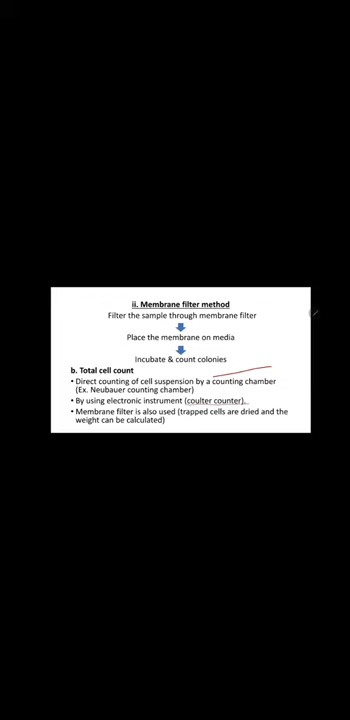 ii. Membrane filter method
Filter the sample through membrane filter
Place the membrane on media
Incubate & count colonies
b. Total cell count
• Direct counting of cell suspension by a counting chamber
(Ex. Neubauer counting chamber)
• By using electronic instrument (coulter counter).
• Membrane filter is also used (trapped cells are dried and the
weight can be calculated)